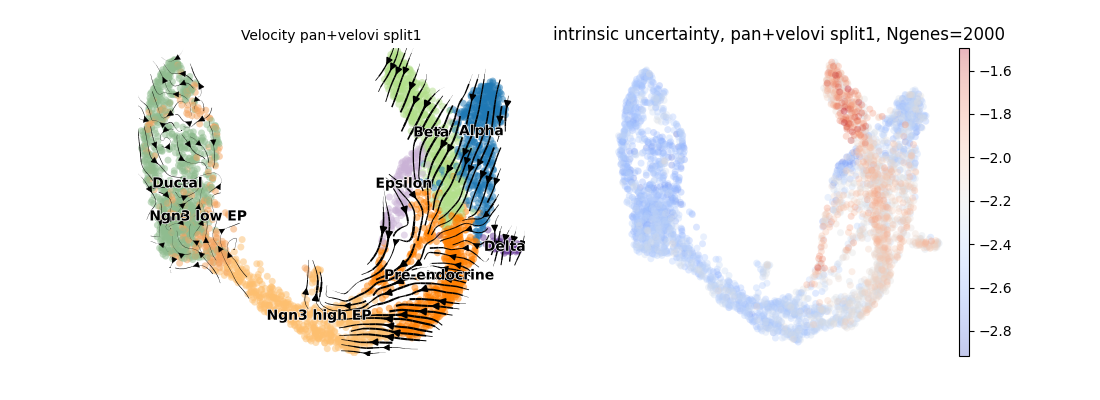 Velocity pan+velovi split1
Beta
Alpha
Epsilon
Ductal
Ngn3 low EP
Delta
Pre-endocrine
Ngn3 high EP
intrinsic uncertainty, pan+velovi split1, Ngenes=2000
−1.6
−1.8
−2.0
−2.2
−2.4
−2.6
−2.8